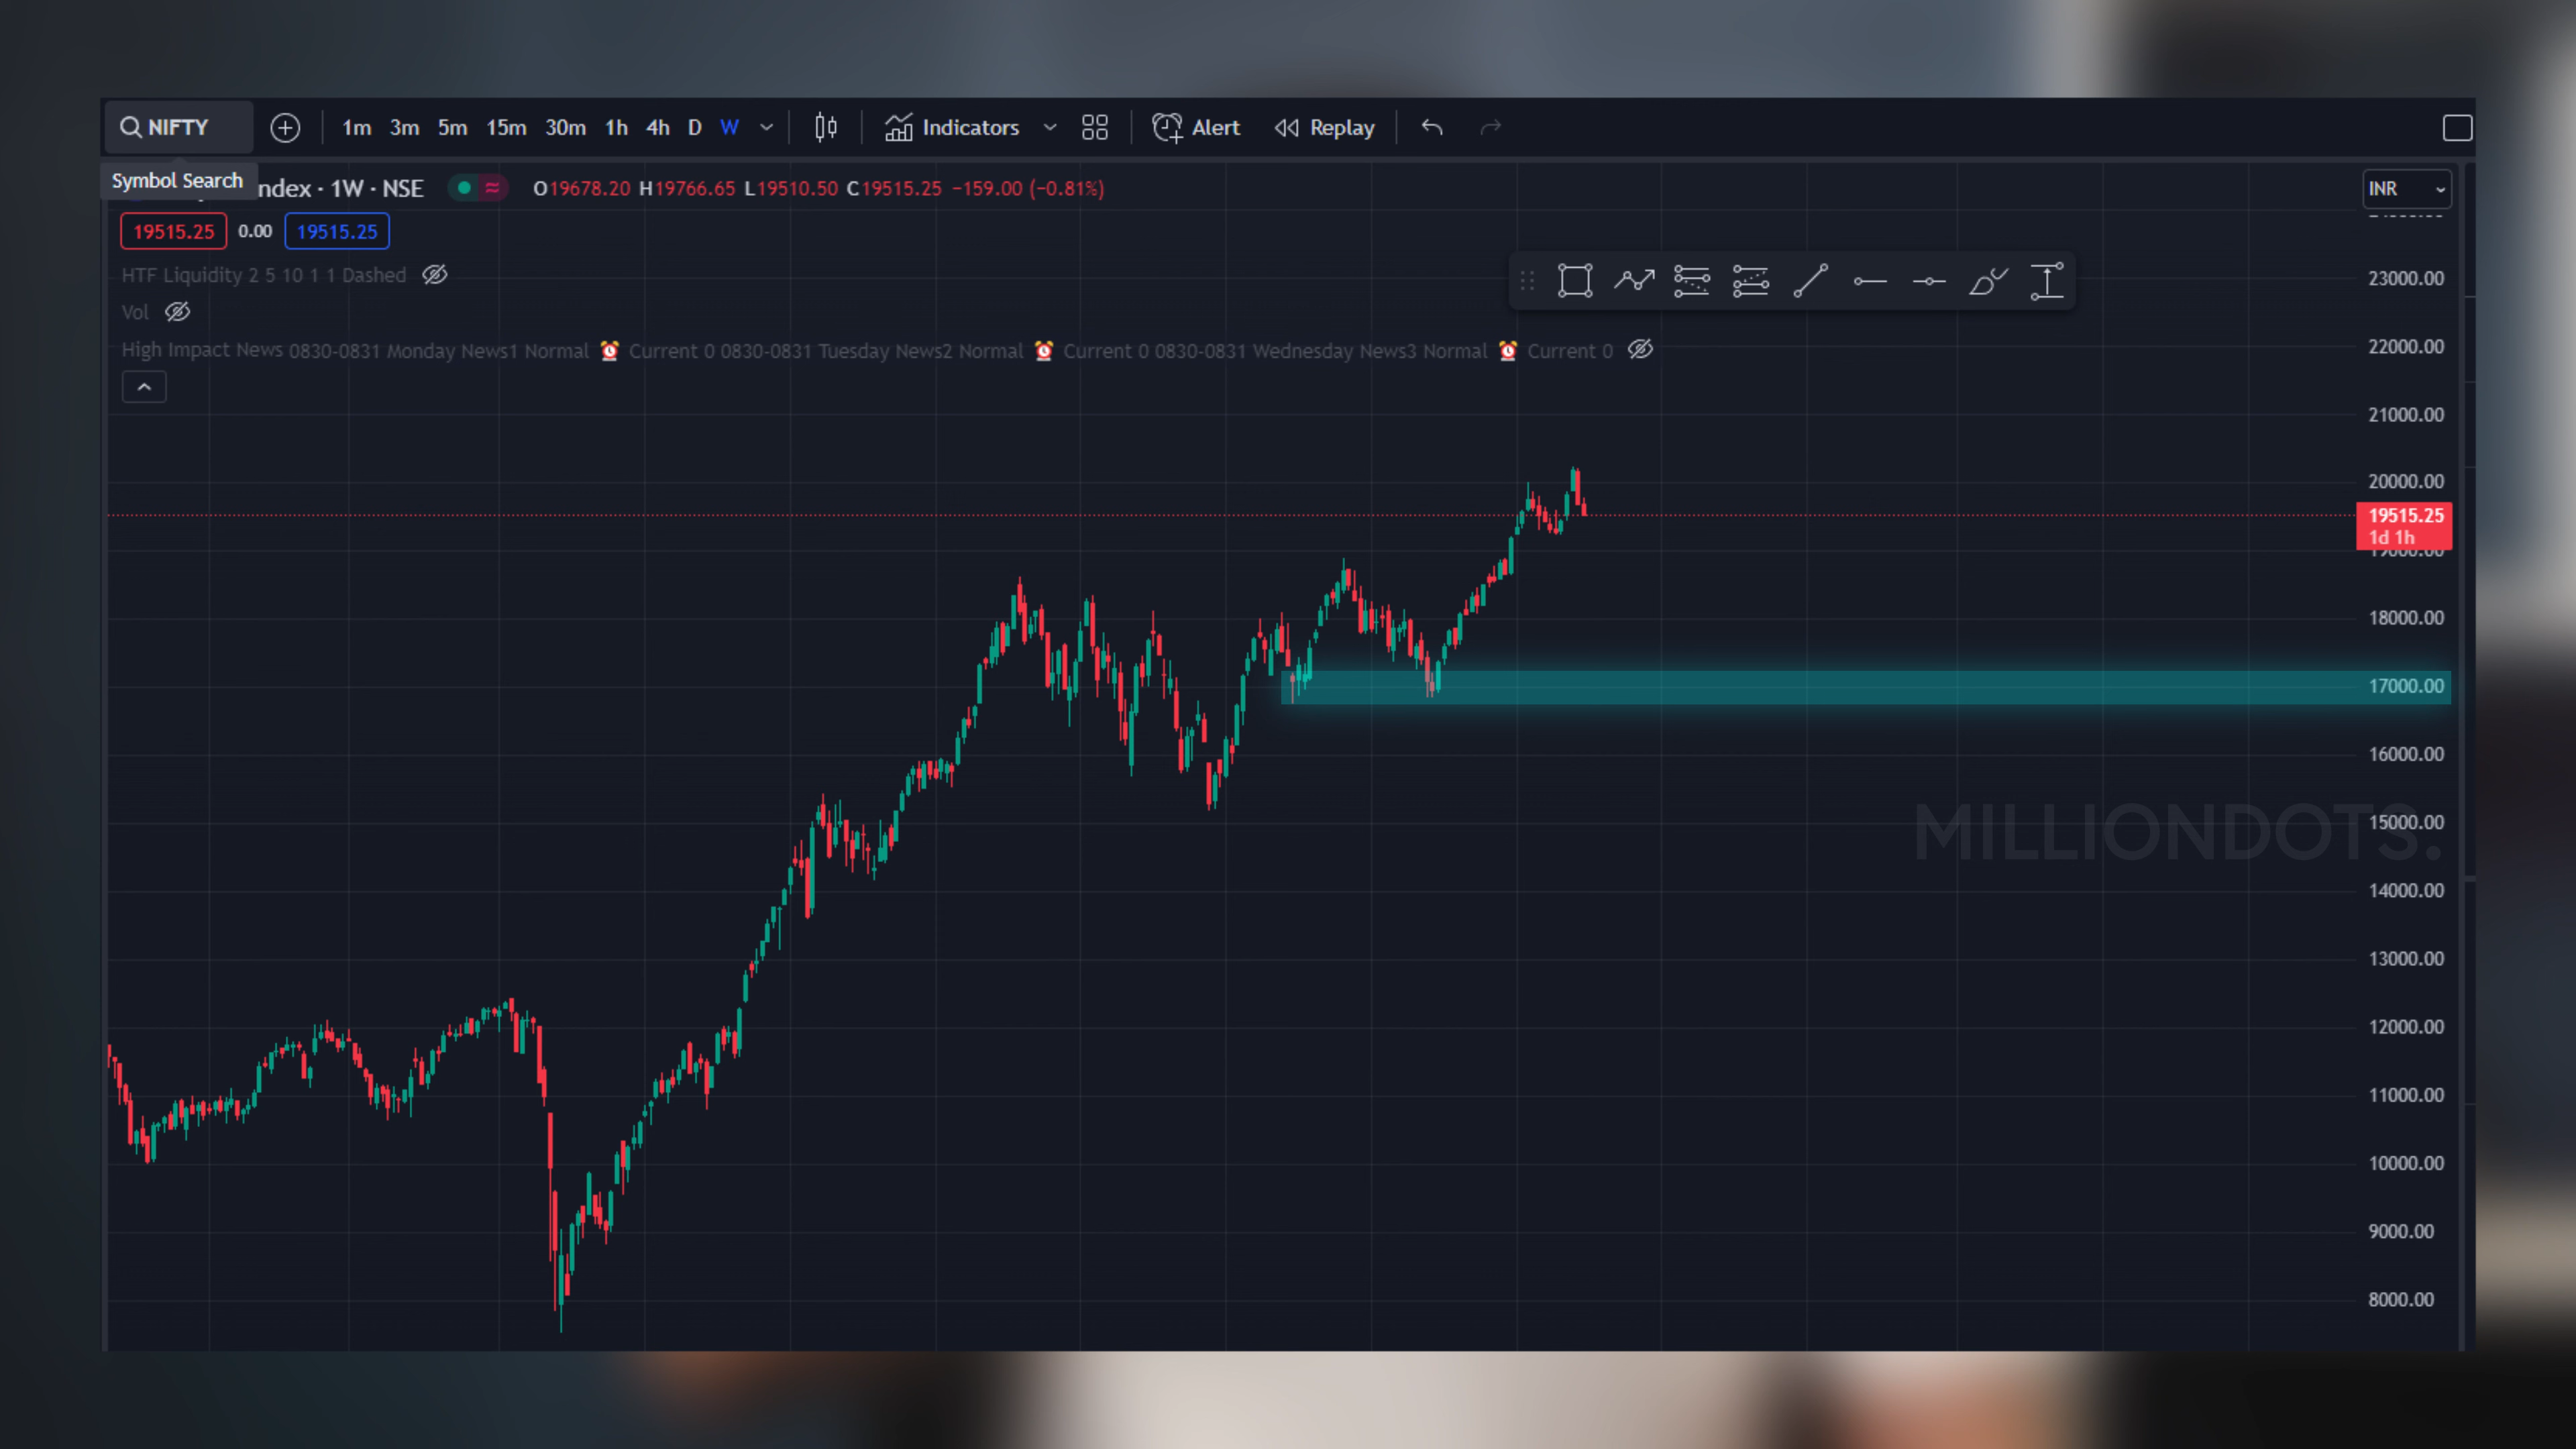 NIFTY 1m 3m 5m 15m 30m 1h 4h D W Indicators Alert Replay
Symbol Search
ndex · 1W · NSE O19678.20 H19766.65 L19510.50 C19515.25 −159.00 (−0.81%) INR
19515.25 0.00 19515.25
HTF Liquidity 2 5 10 1 1 Dashed
23000.00
Vol
High Impact News 0830-0831 Monday News1 Normal ⏰ Current 0 0830-0831 Tuesday News2 Normal ⏰ Current 0 0830-0831 Wednesday News3 Normal ⏰ Current 0
22000.00
21000.00
20000.00
19515.25
1d 1h
19000.00
18000.00
17000.00
16000.00
15000.00
MILLIONDOTS.
14000.00
13000.00
12000.00
11000.00
10000.00
9000.00
8000.00